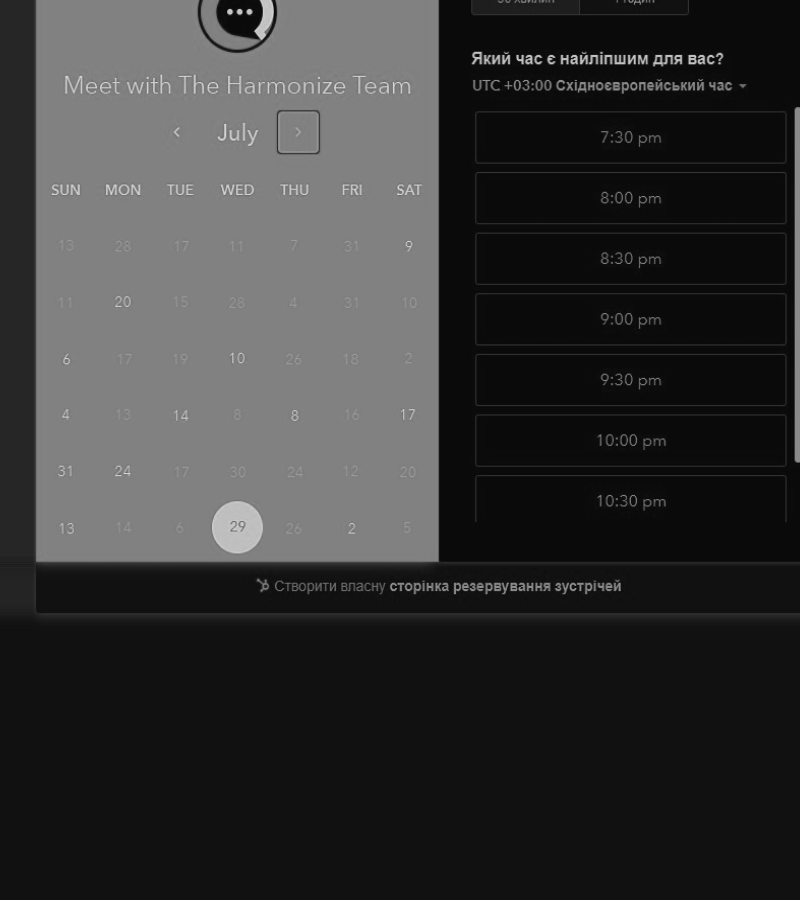 30 хвилин
1 годин
Meet with The Harmonize Team
July
SUN MON TUE WED THU FRI SAT
13 28 17 11 7 31 9
11 20 15 28 4 31 10
6 17 19 10 26 18 2
4 13 14 8 8 16 17
31 24 17 30 24 12 20
13 14 6 29 26 2 5
Який час є найліпшим для вас?
UTC +03:00 Східноєвропейський час
7:30 pm
8:00 pm
8:30 pm
9:00 pm
9:30 pm
10:00 pm
10:30 pm
Створити власну сторінка резервування зустрічей